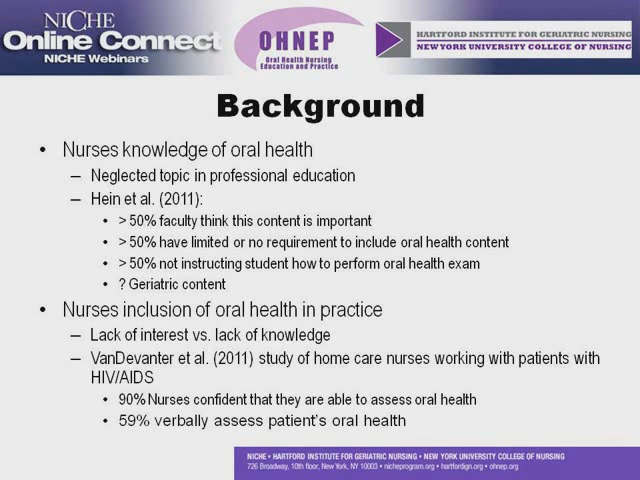 NICHE
Online Connect
NICHE Webinars
OHNEP
Oral Health Nursing
Education and Practice
HARTFORD INSTITUTE FOR GERIATRIC NURSING
NEW YORK UNIVERSITY COLLEGE OF NURSING
Background
• Nurses knowledge of oral health
– Neglected topic in professional education
– Hein et al. (2011):
• > 50% faculty think this content is important
• > 50% have limited or no requirement to include oral health content
• > 50% not instructing student how to perform oral health exam
• ? Geriatric content
• Nurses inclusion of oral health in practice
– Lack of interest vs. lack of knowledge
– VanDevanter et al. (2011) study of home care nurses working with patients with
HIV/AIDS
• 90% Nurses confident that they are able to assess oral health
• 59% verbally assess patient's oral health
NICHE • HARTFORD INSTITUTE FOR GERIATRIC NURSING • NEW YORK UNIVERSITY COLLEGE OF NURSING
726 Broadway, 10th floor, New York, NY 10003 • nicheprogram.org • hartfordign.org • ohnep.org